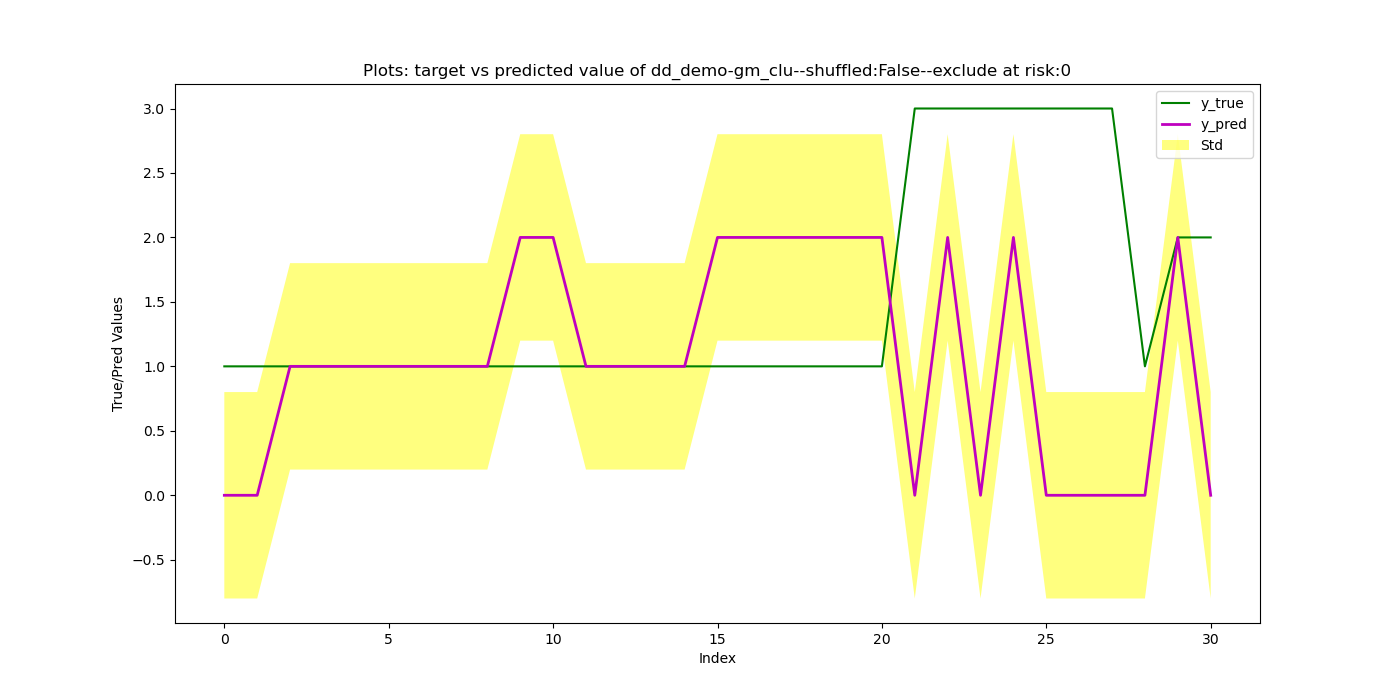 Plots: target vs predicted value of dd_demo-gm_clu--shuffled:False--exclude at risk:0
y_true
y_pred
Std
3.0
2.5
2.0
1.5
1.0
0.5
0.0
−0.5
True/Pred Values
0 5 10 15 20 25 30
Index